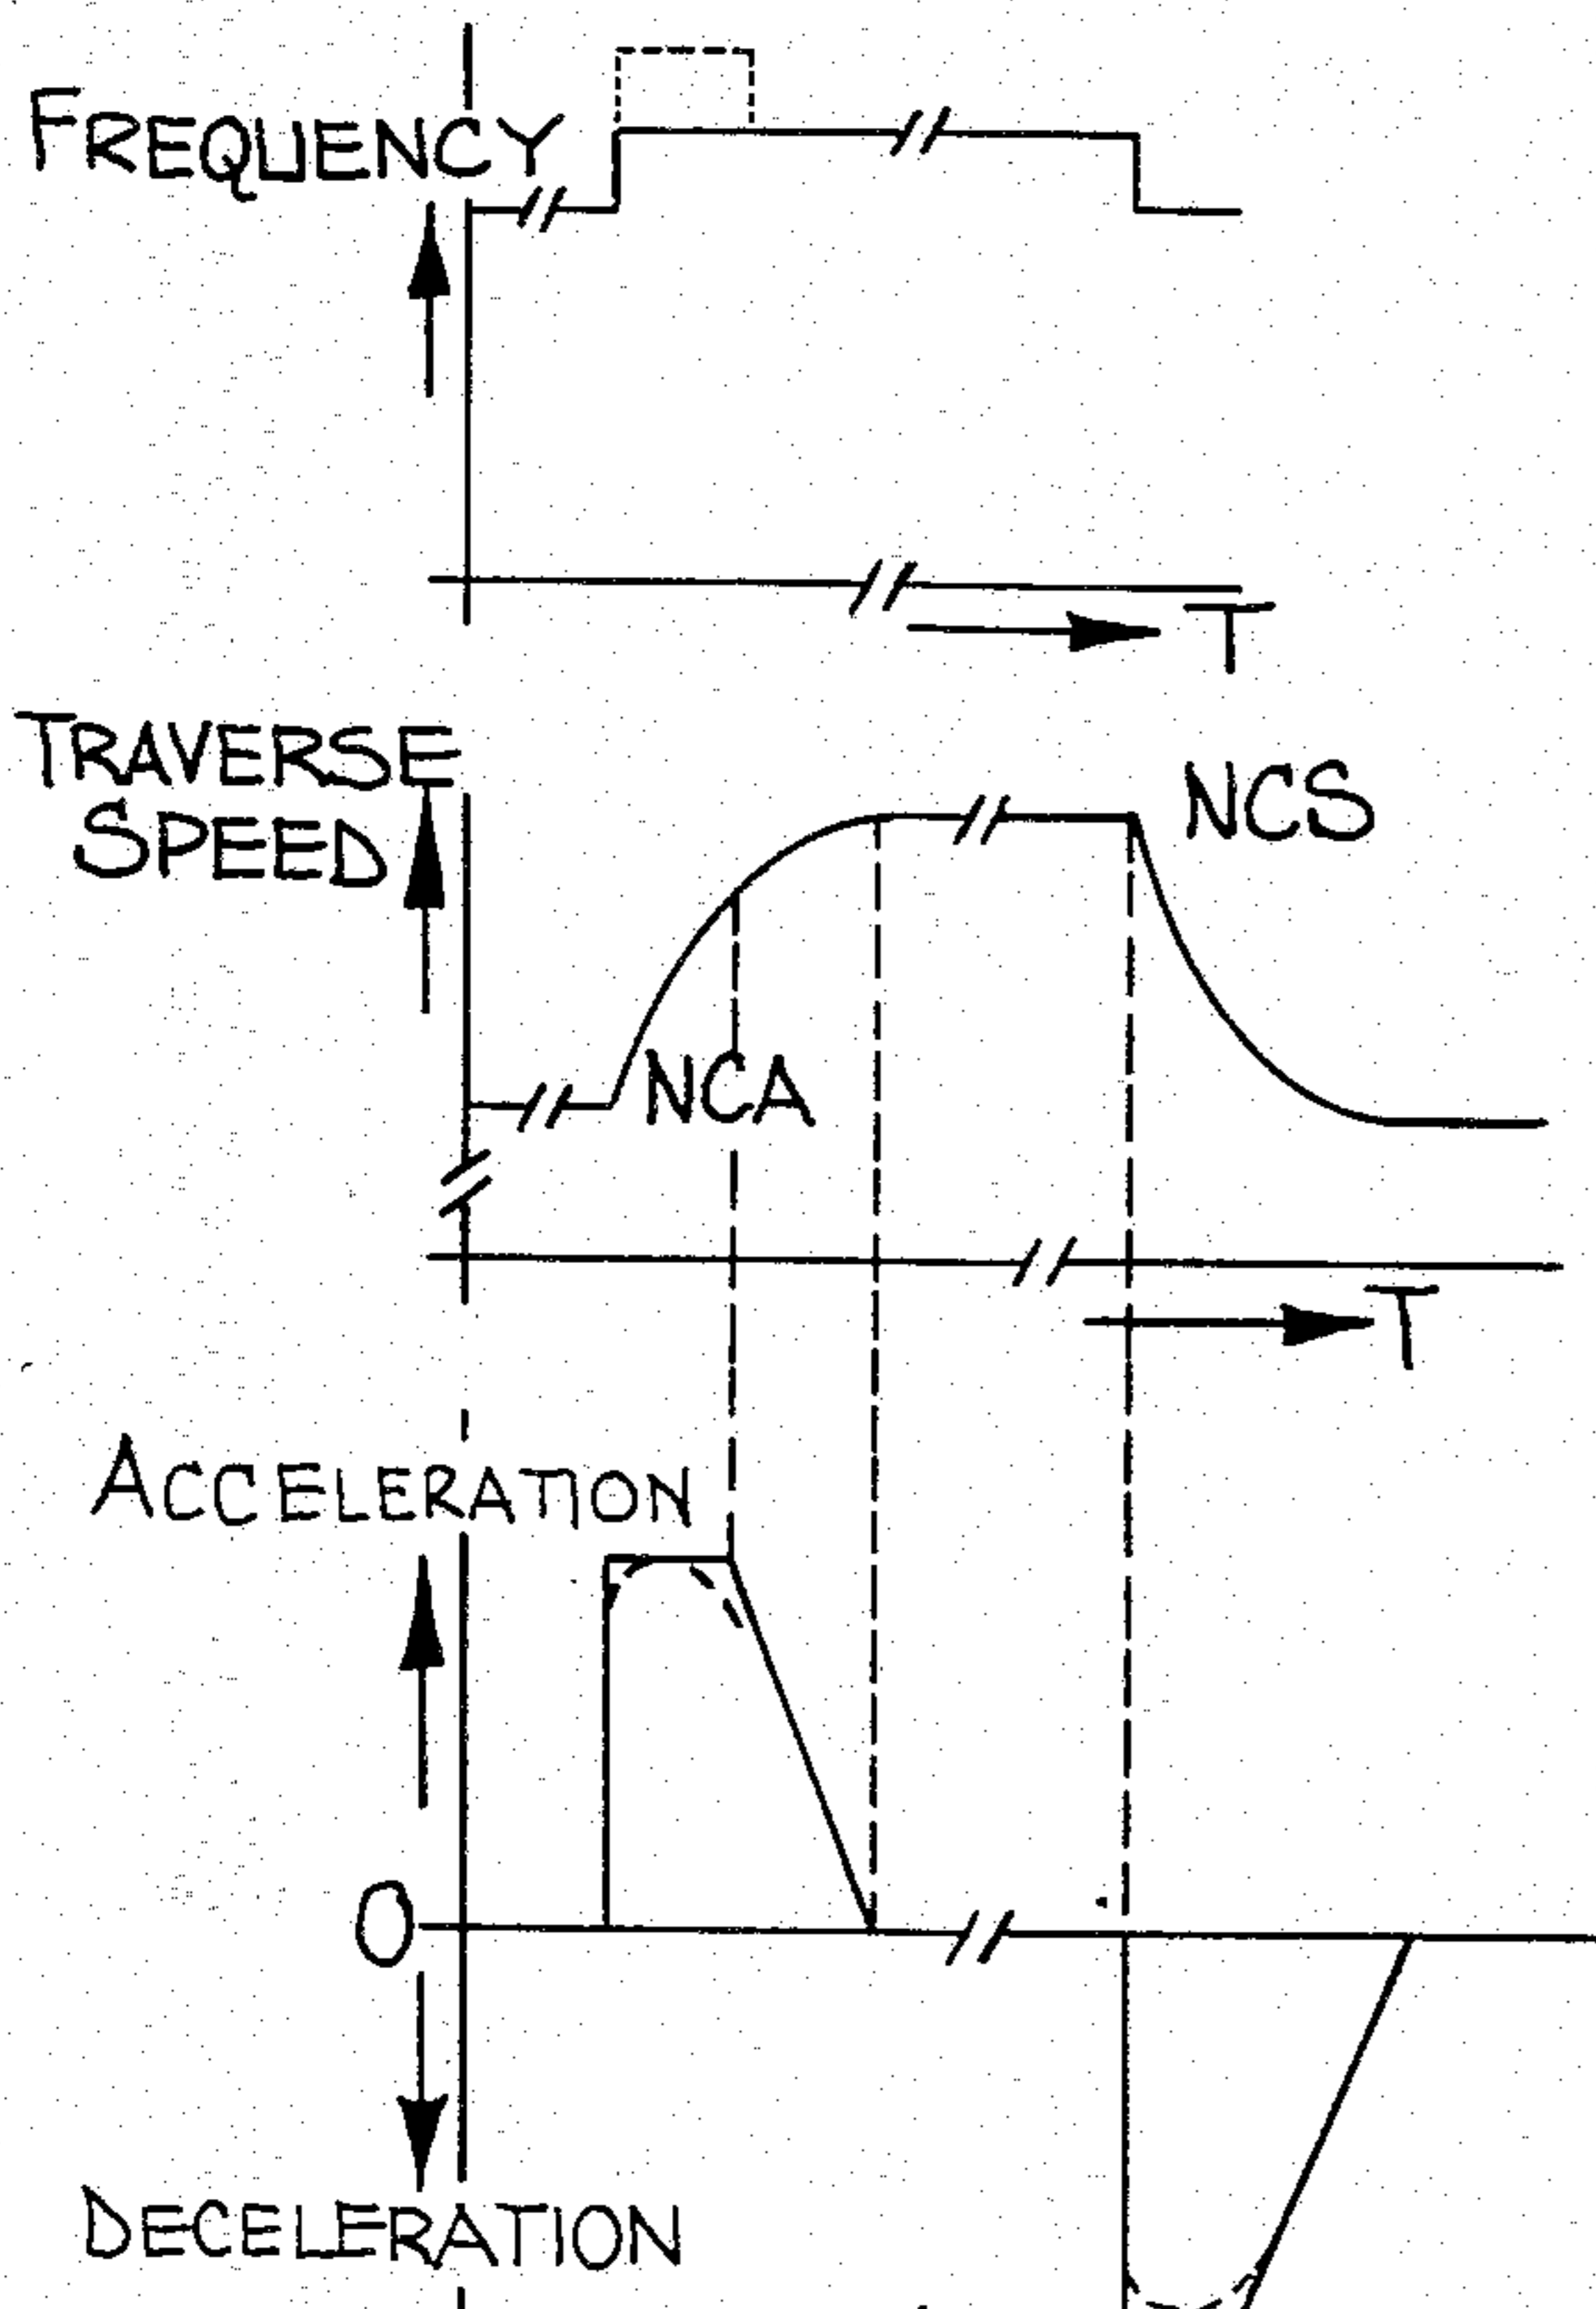 FREQUENCY
T
TRAVERSE
SPEED
NCS
NCA
T
ACCELERATION
O
DECELERATION